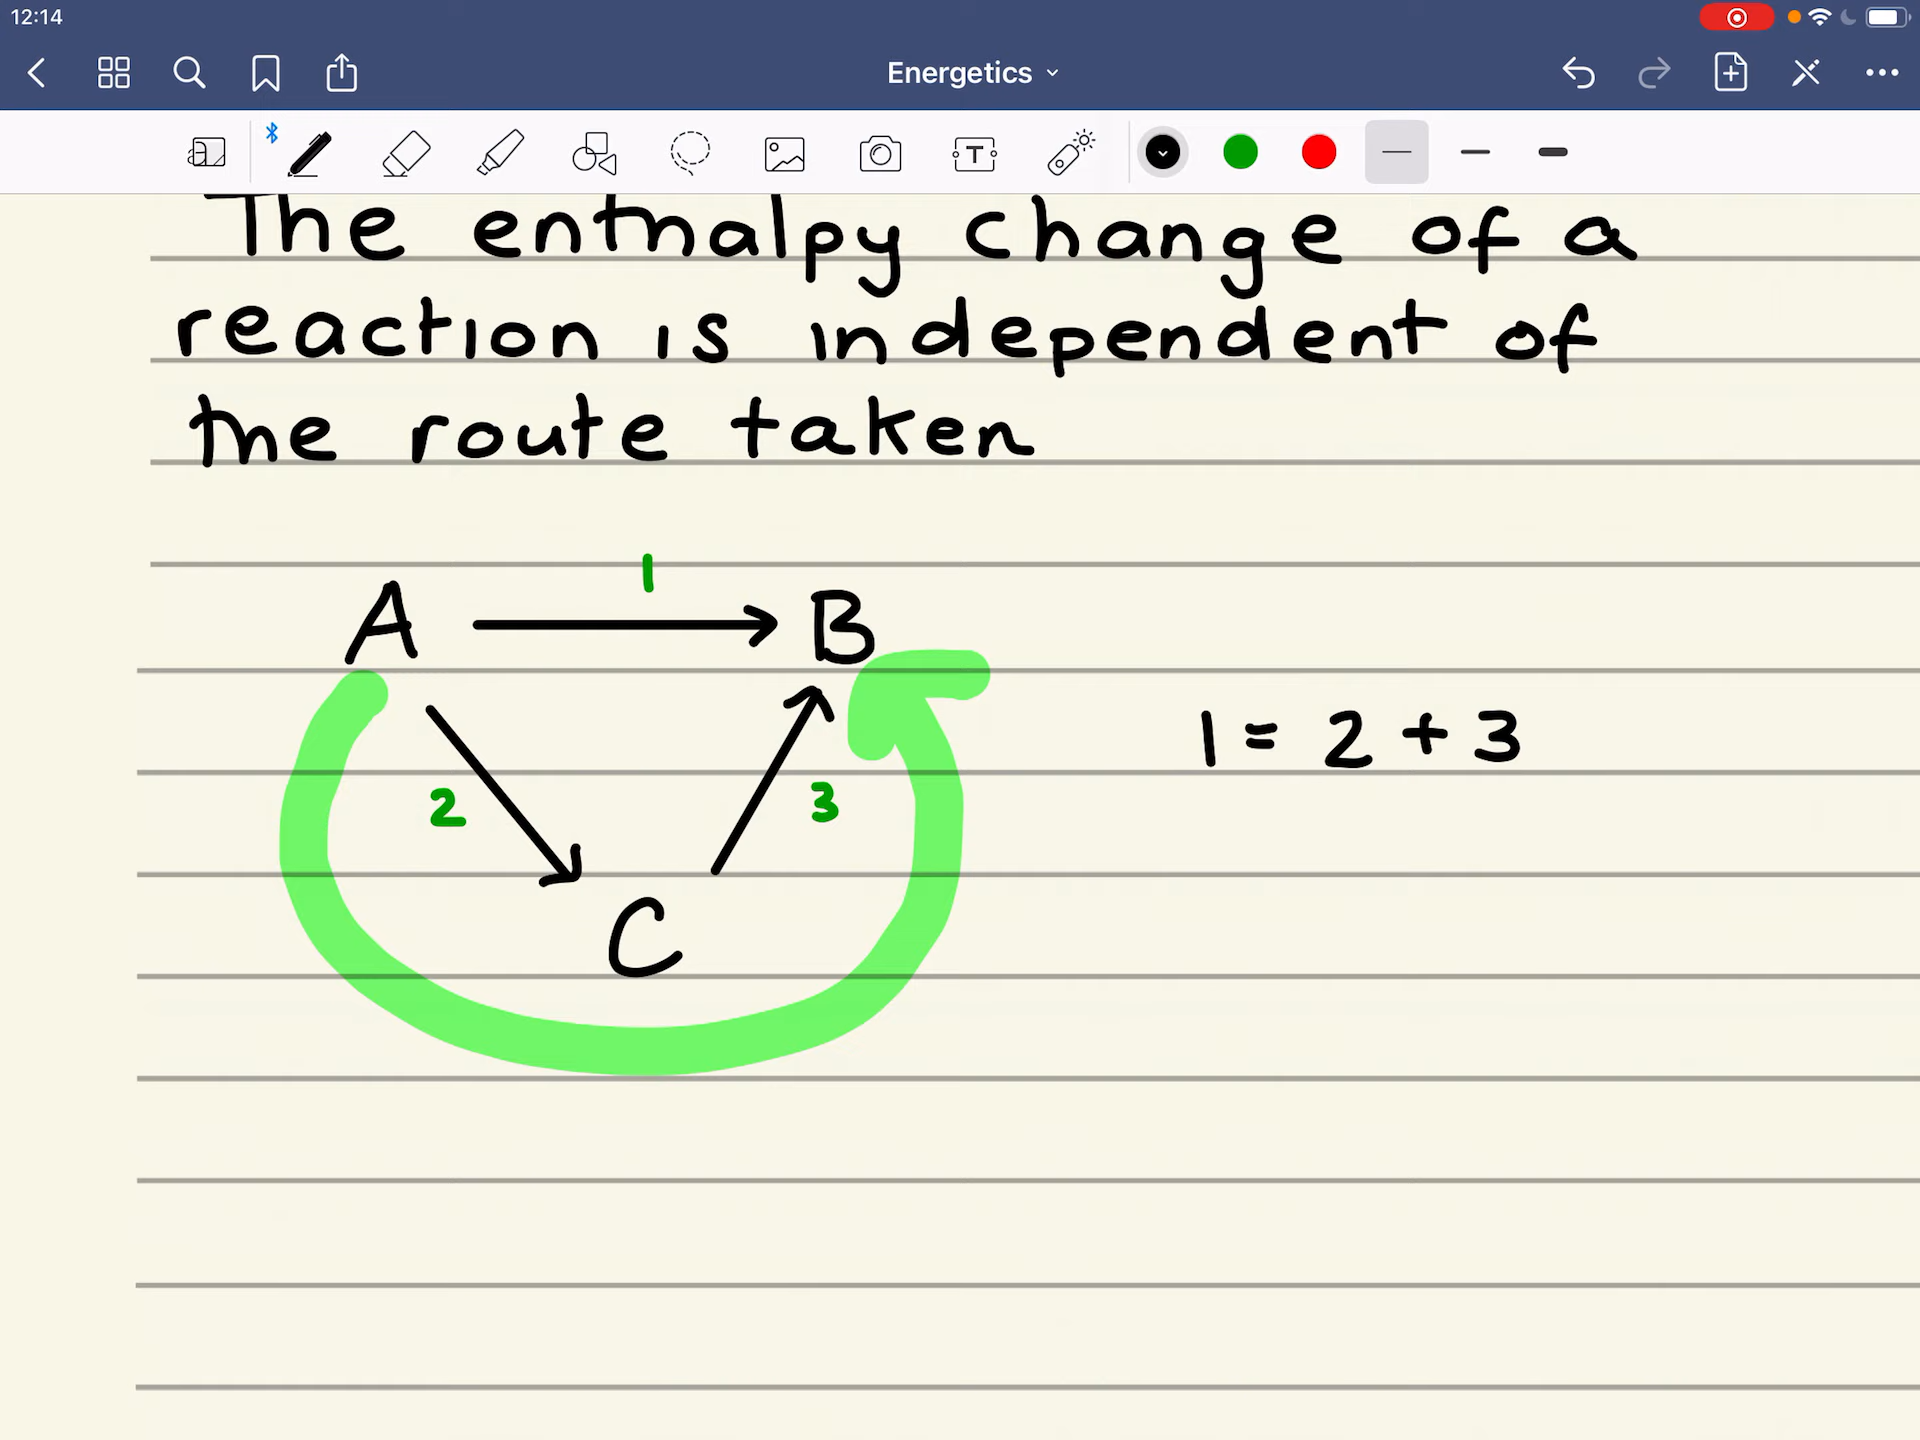 12:14
Energetics
The enthalpy change of a
reaction is independent of
the route taken
1
A B
1 = 2 + 3
2 3
C